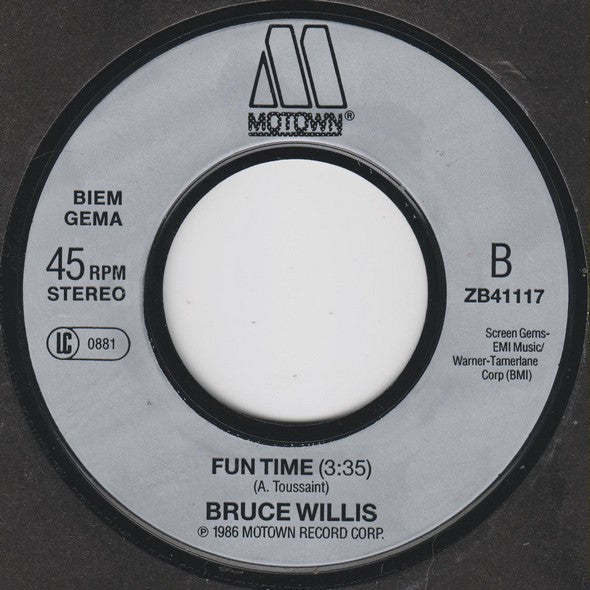 MOTOWN®
BIEM
GEMA
45 RPM
STEREO
LC 0881
B
ZB41117
Screen Gems-
EMI Music/
Warner-Tamerlane
Corp (BMI)
FUN TIME (3:35)
(A. Toussaint)
BRUCE WILLIS
℗ 1986 MOTOWN RECORD CORP.